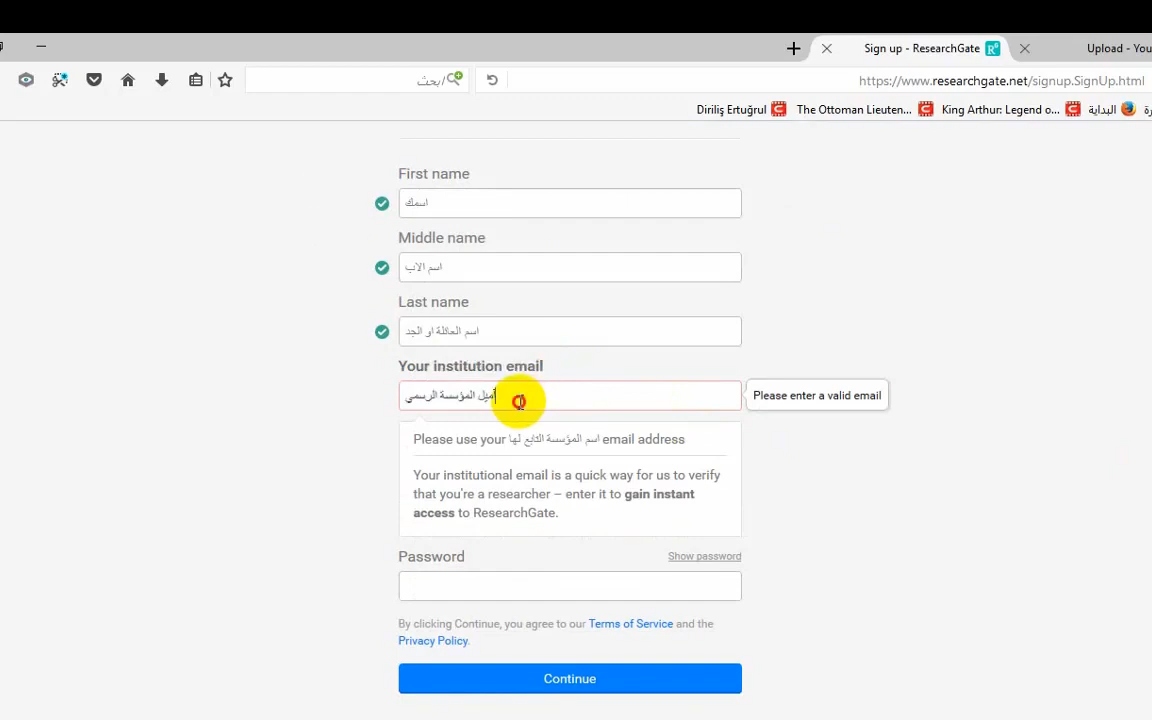 Sign up - ResearchGate
Upload - You
ابحث
https://www.researchgate.net/signup.SignUp.html
Diriliş Ertuğrul
The Ottoman Lieuten...
King Arthur: Legend o...
البداية
First name
اسمك
Middle name
اسم الاب
Last name
اسم العائلة او الجد
Your institution email
أميل المؤسسة الرسمي
Please enter a valid email
Please use your اسم المؤسسة التابع لها email address
Your institutional email is a quick way for us to verify
that you're a researcher – enter it to gain instant
access to ResearchGate.
Password
Show password
By clicking Continue, you agree to our Terms of Service and the
Privacy Policy.
Continue